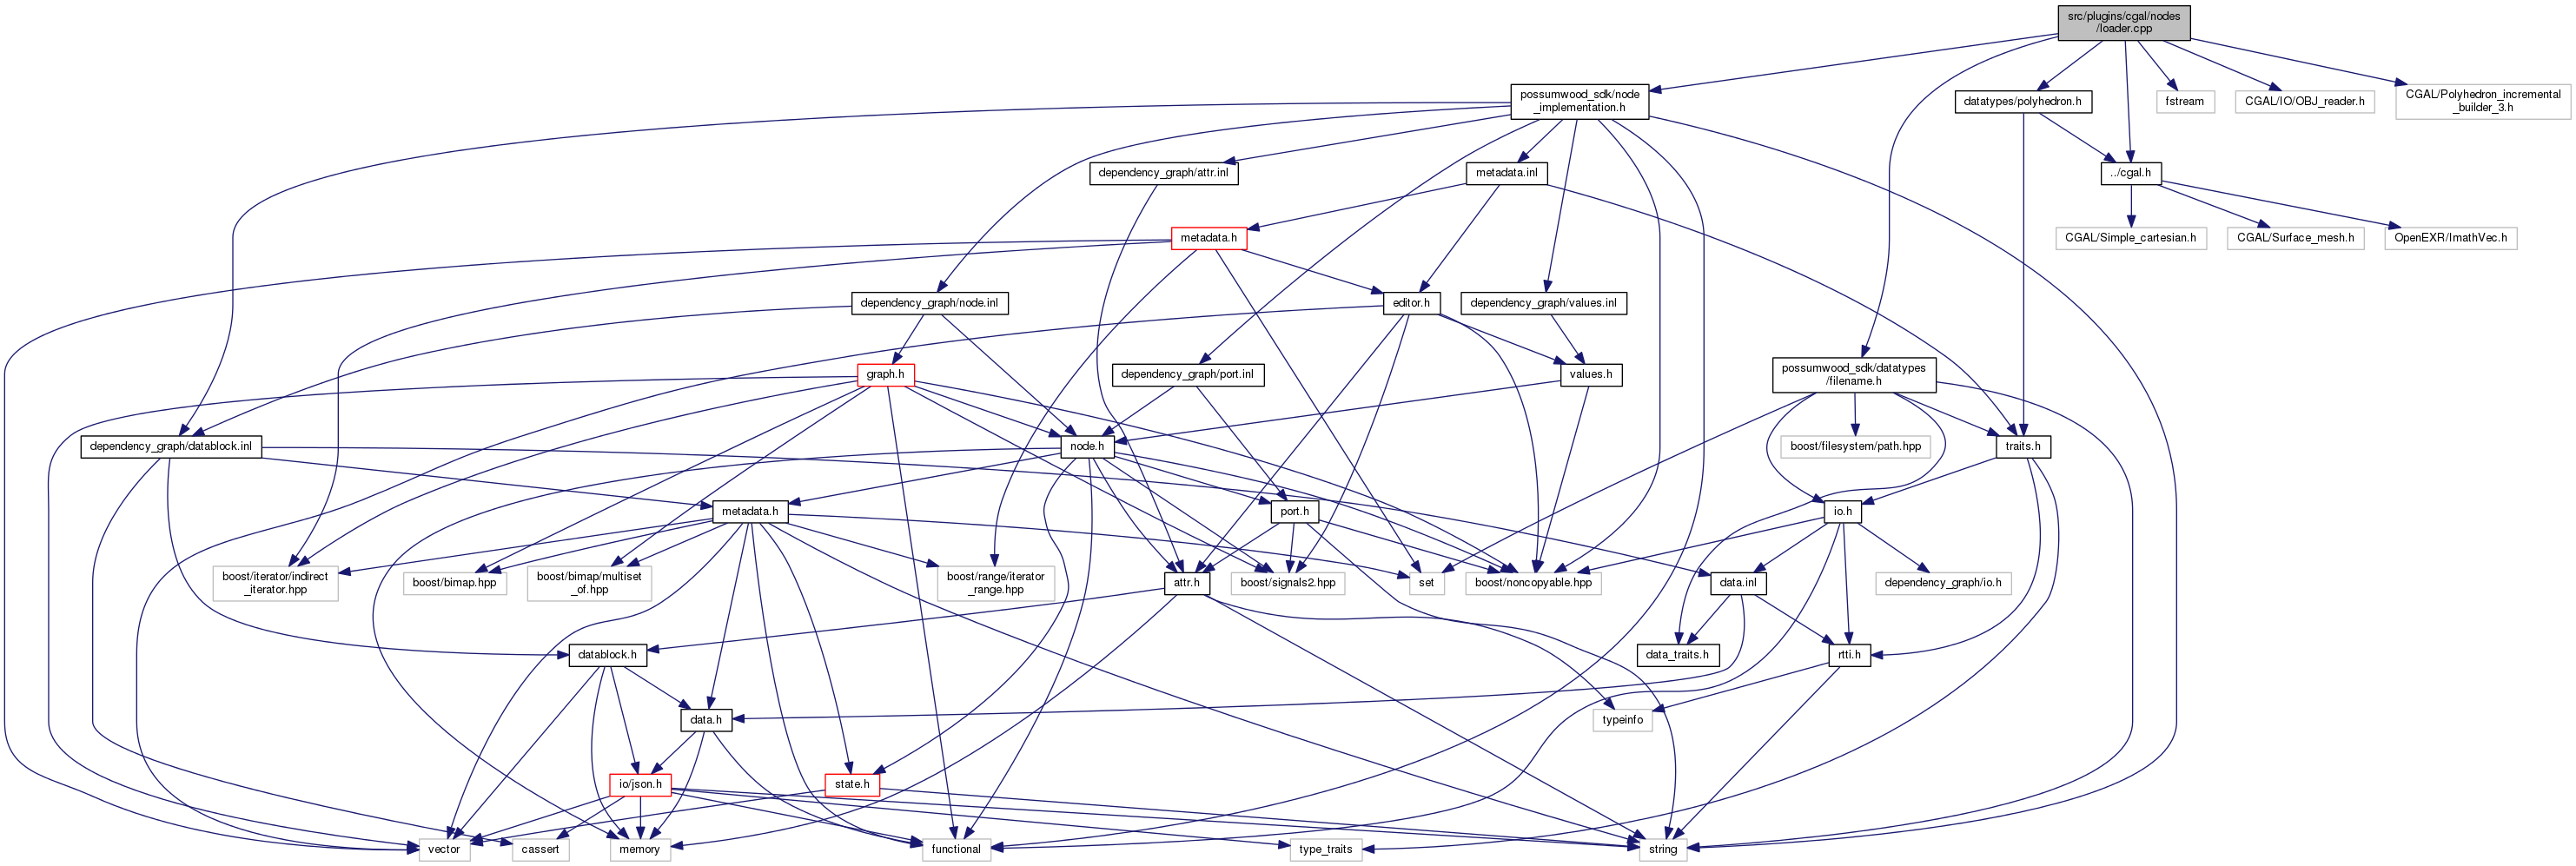 src/plugins/cgal/nodes
/loader.cpp
possumwood_sdk/node
_implementation.h
datatypes/polyhedron.h
fstream
CGAL/IO/OBJ_reader.h
CGAL/Polyhedron_incremental
_builder_3.h
dependency_graph/attr.inl
metadata.inl
../cgal.h
metadata.h
CGAL/Simple_cartesian.h
CGAL/Surface_mesh.h
OpenEXR/ImathVec.h
dependency_graph/node.inl
editor.h
dependency_graph/values.inl
graph.h
dependency_graph/port.inl
values.h
possumwood_sdk/datatypes
/filename.h
dependency_graph/datablock.inl
node.h
boost/filesystem/path.hpp
traits.h
metadata.h
port.h
io.h
boost/iterator/indirect
_iterator.hpp
boost/bimap.hpp
boost/bimap/multiset
_of.hpp
boost/range/iterator
_range.hpp
attr.h
boost/signals2.hpp
set
boost/noncopyable.hpp
data.inl
dependency_graph/io.h
datablock.h
data_traits.h
rtti.h
data.h
typeinfo
io/json.h
state.h
vector
cassert
memory
functional
type_traits
string